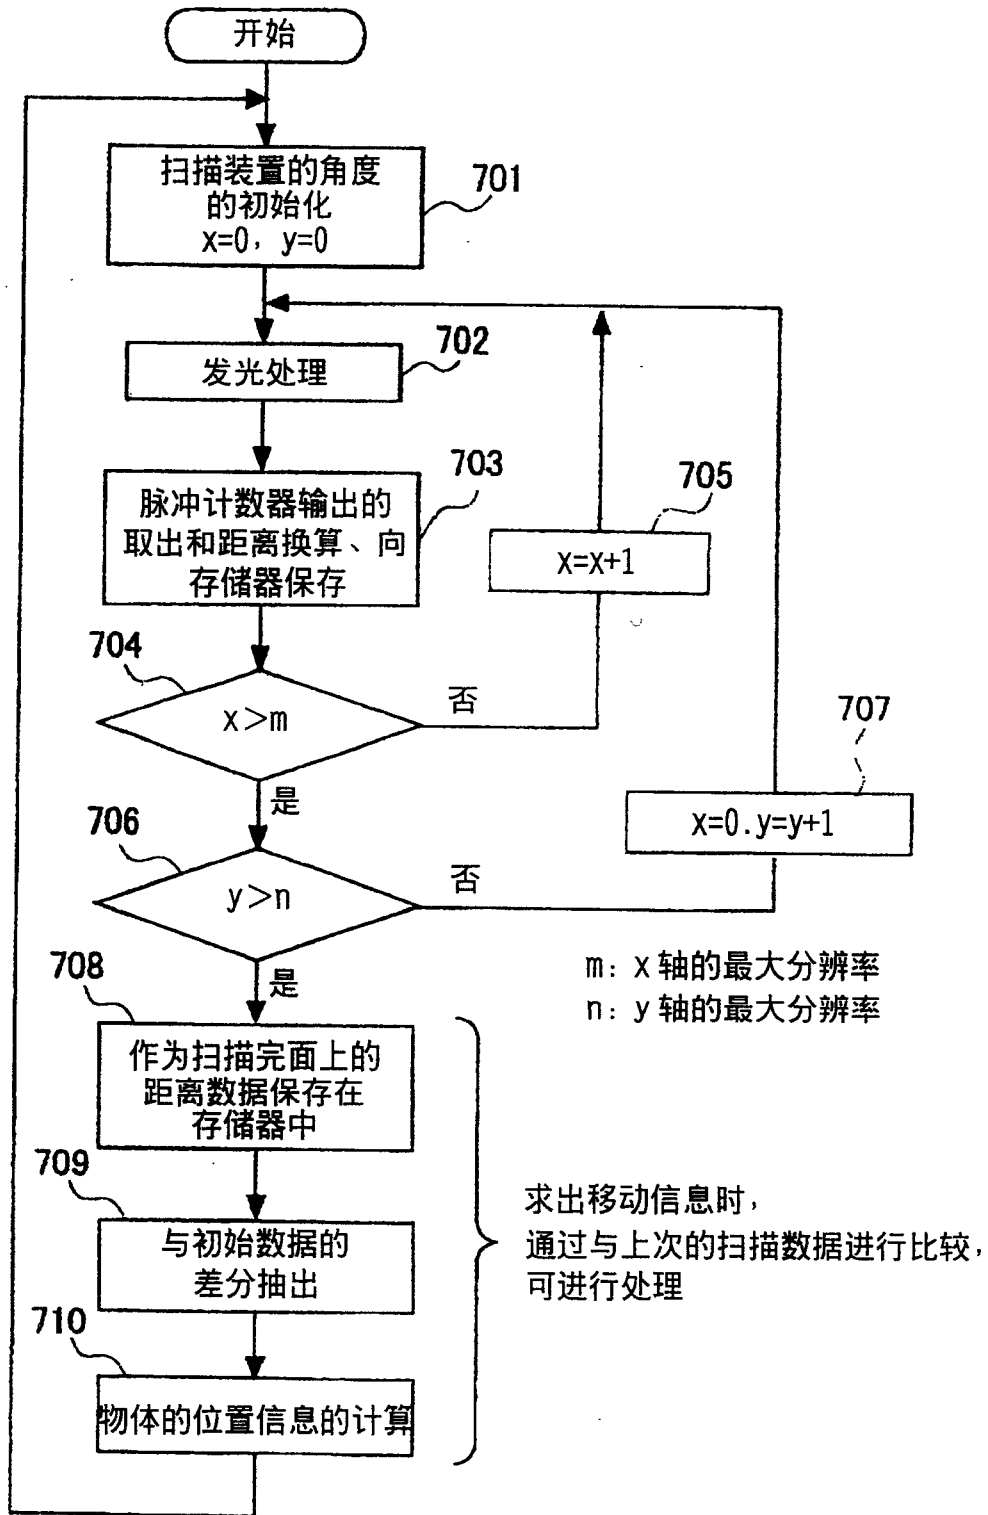 开始
扫描装置的角度
的初始化
x=0, y=0
701
702
发光处理
703
脉冲计数器输出的
取出和距离换算、向
存储器保存
705
x=x+1
704
x>m
否
是
707
x=0.y=y+1
706
y>n
否
是
m: x 轴的最大分辨率
n: y 轴的最大分辨率
708
作为扫描完面上的
距离数据保存在
存储器中
709
与初始数据的
差分抽出
710
物体的位置信息的计算
求出移动信息时,
通过与上次的扫描数据进行比较,
可进行处理